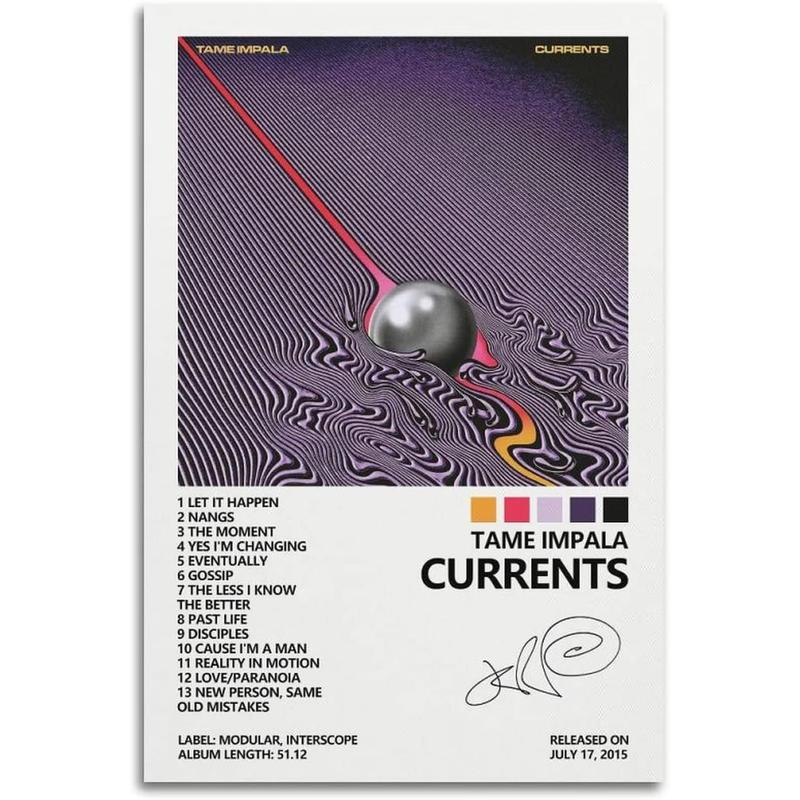 TAME IMPALA
CURRENTS
1 LET IT HAPPEN
2 NANGS
3 THE MOMENT
4 YES I'M CHANGING
5 EVENTUALLY
6 GOSSIP
7 THE LESS I KNOW
THE BETTER
8 PAST LIFE
9 DISCIPLES
10 CAUSE I'M A MAN
11 REALITY IN MOTION
12 LOVE/PARANOIA
13 NEW PERSON, SAME
OLD MISTAKES
TAME IMPALA
CURRENTS
LABEL: MODULAR, INTERSCOPE
ALBUM LENGTH: 51.12
RELEASED ON
JULY 17, 2015